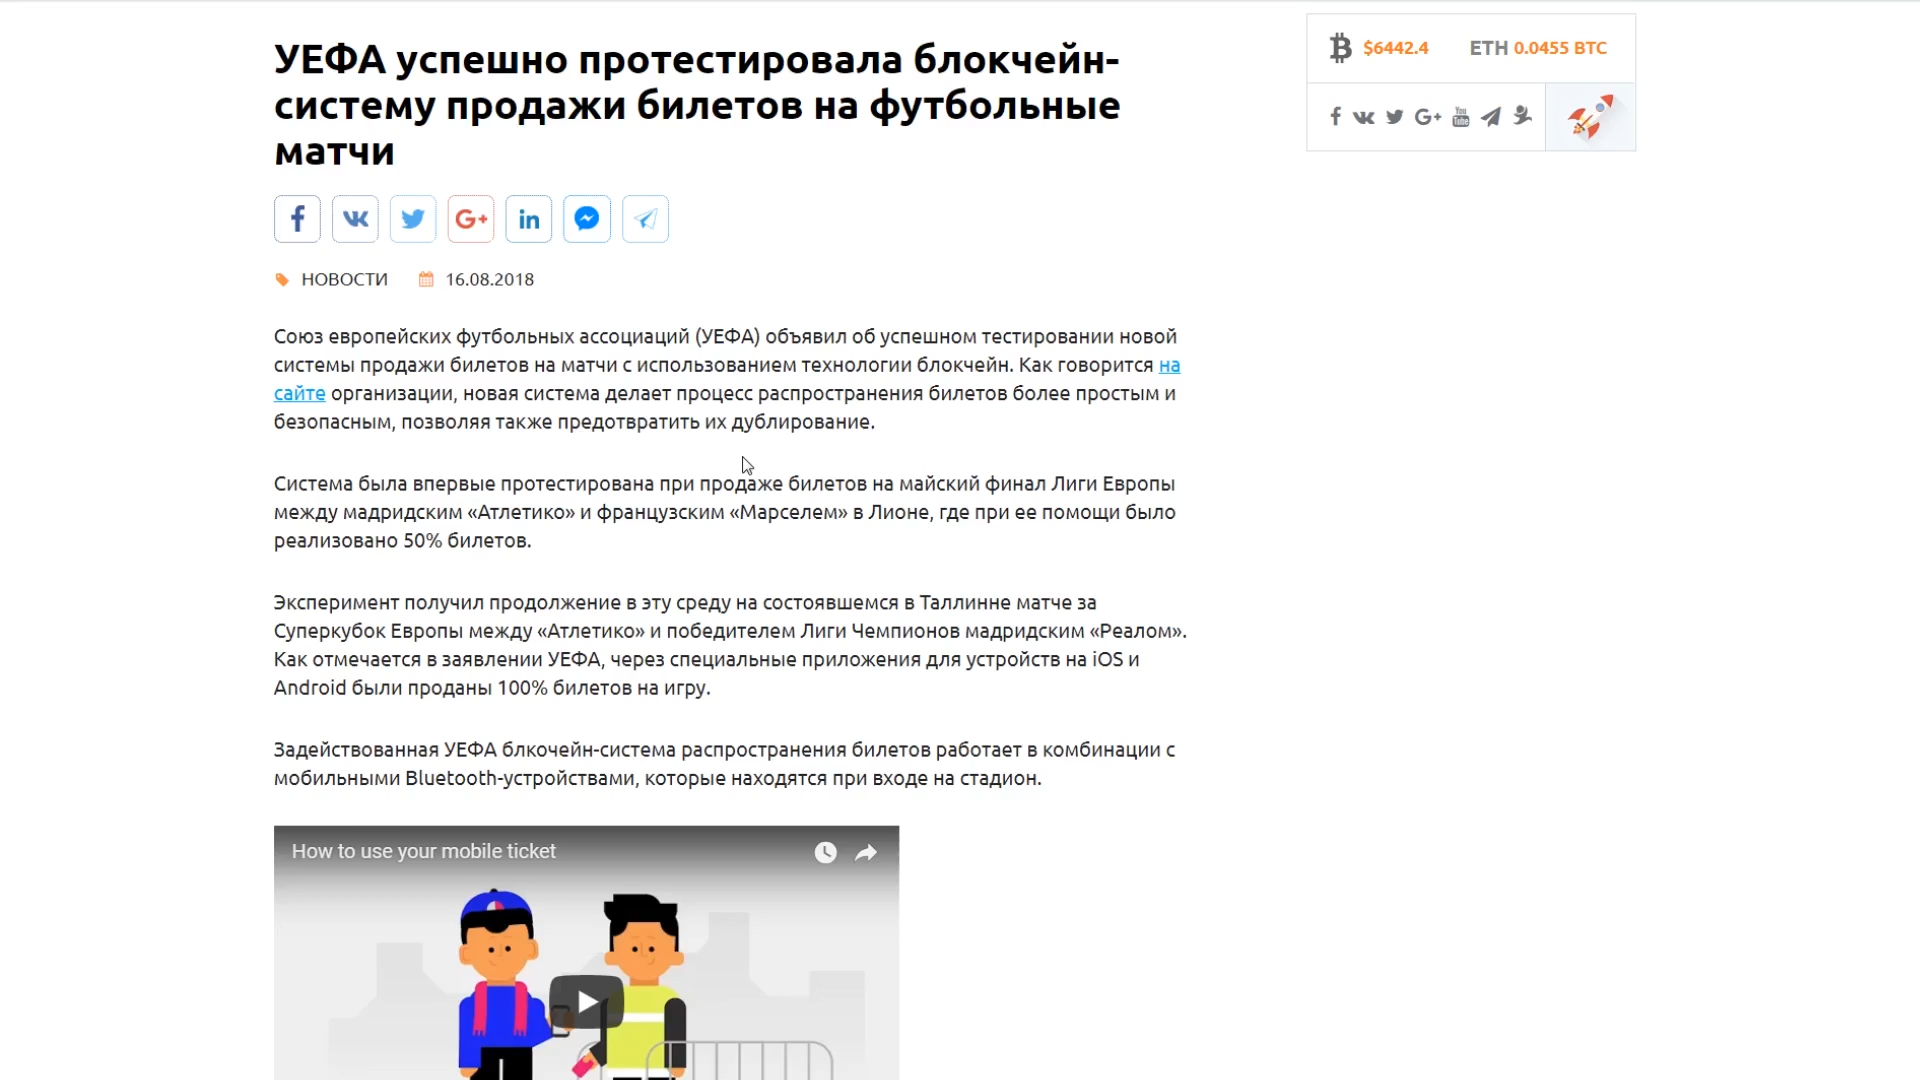 УЕФА успешно протестировала блокчейн-
систему продажи билетов на футбольные
матчи
НОВОСТИ 16.08.2018
Союз европейских футбольных ассоциаций (УЕФА) объявил об успешном тестировании новой
системы продажи билетов на матчи с использованием технологии блокчейн. Как говорится на
сайте организации, новая система делает процесс распространения билетов более простым и
безопасным, позволяя также предотвратить их дублирование.
Система была впервые протестирована при продаже билетов на майский финал Лиги Европы
между мадридским «Атлетико» и французским «Марселем» в Лионе, где при ее помощи было
реализовано 50% билетов.
Эксперимент получил продолжение в эту среду на состоявшемся в Таллинне матче за
Суперкубок Европы между «Атлетико» и победителем Лиги Чемпионов мадридским «Реалом».
Как отмечается в заявлении УЕФА, через специальные приложения для устройств на iOS и
Android были проданы 100% билетов на игру.
Задействованная УЕФА блкочейн-система распространения билетов работает в комбинации с
мобильными Bluetooth-устройствами, которые находятся при входе на стадион.
How to use your mobile ticket
$6442.4 ETH 0.0455 BTC